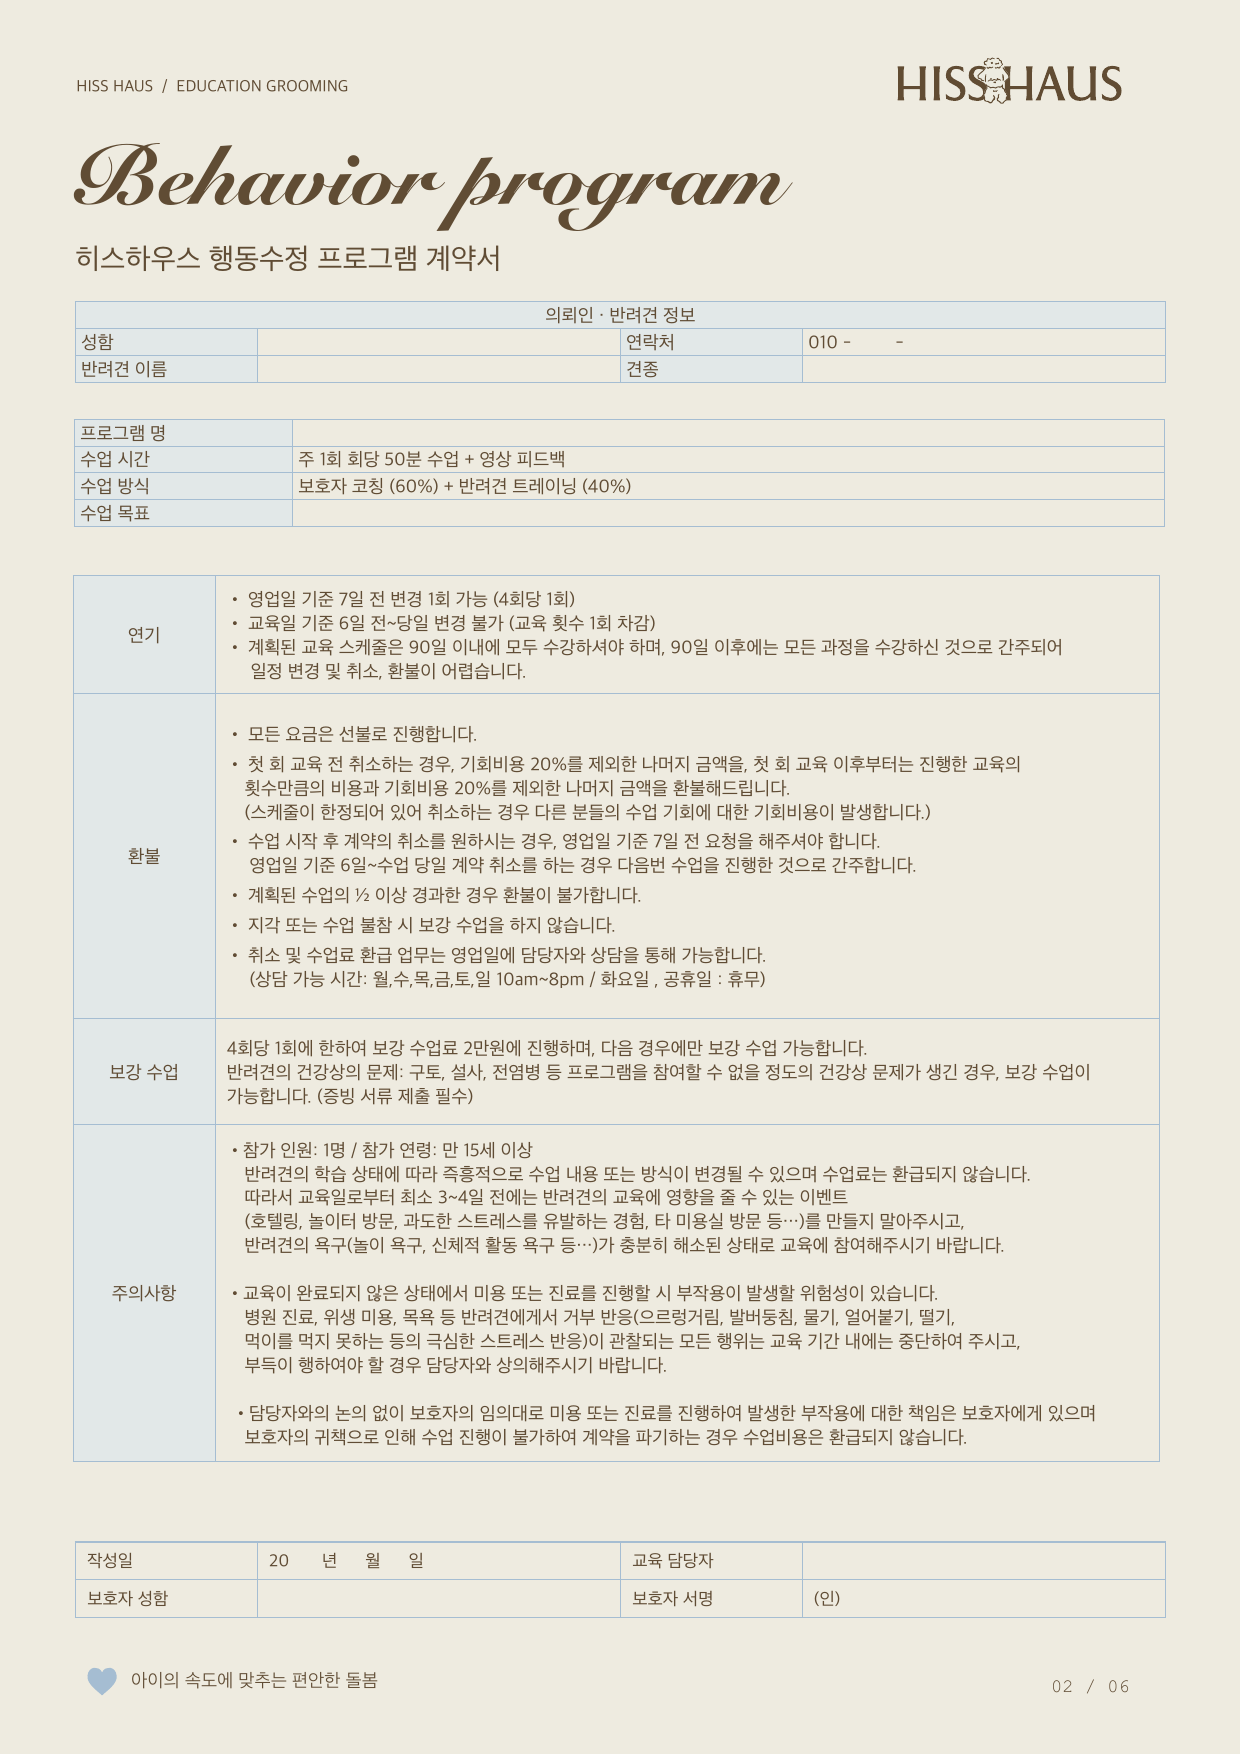 HISS HAUS / EDUCATION GROOMING
HISS HAUS
Behavior program
히스하우스 행동수정 프로그램 계약서
의뢰인 · 반려견 정보
성함 연락처 010 - -
반려견 이름 견종
프로그램 명
수업 시간 주 1회 회당 50분 수업 + 영상 피드백
수업 방식 보호자 코칭 (60%) + 반려견 트레이닝 (40%)
수업 목표
연기
• 영업일 기준 7일 전 변경 1회 가능 (4회당 1회)
• 교육일 기준 6일 전~당일 변경 불가 (교육 횟수 1회 차감)
• 계획된 교육 스케줄은 90일 이내에 모두 수강하셔야 하며, 90일 이후에는 모든 과정을 수강하신 것으로 간주되어
일정 변경 및 취소, 환불이 어렵습니다.
환불
• 모든 요금은 선불로 진행합니다.
• 첫 회 교육 전 취소하는 경우, 기회비용 20%를 제외한 나머지 금액을, 첫 회 교육 이후부터는 진행한 교육의
횟수만큼의 비용과 기회비용 20%를 제외한 나머지 금액을 환불해드립니다.
(스케줄이 한정되어 있어 취소하는 경우 다른 분들의 수업 기회에 대한 기회비용이 발생합니다.)
• 수업 시작 후 계약의 취소를 원하시는 경우, 영업일 기준 7일 전 요청을 해주셔야 합니다.
영업일 기준 6일~수업 당일 계약 취소를 하는 경우 다음번 수업을 진행한 것으로 간주합니다.
• 계획된 수업의 ½ 이상 경과한 경우 환불이 불가합니다.
• 지각 또는 수업 불참 시 보강 수업을 하지 않습니다.
• 취소 및 수업료 환급 업무는 영업일에 담당자와 상담을 통해 가능합니다.
(상담 가능 시간: 월,수,목,금,토,일 10am~8pm / 화요일 , 공휴일 : 휴무)
보강 수업
4회당 1회에 한하여 보강 수업료 2만원에 진행하며, 다음 경우에만 보강 수업 가능합니다.
반려견의 건강상의 문제: 구토, 설사, 전염병 등 프로그램을 참여할 수 없을 정도의 건강상 문제가 생긴 경우, 보강 수업이
가능합니다. (증빙 서류 제출 필수)
주의사항
• 참가 인원: 1명 / 참가 연령: 만 15세 이상
반려견의 학습 상태에 따라 즉흥적으로 수업 내용 또는 방식이 변경될 수 있으며 수업료는 환급되지 않습니다.
따라서 교육일로부터 최소 3~4일 전에는 반려견의 교육에 영향을 줄 수 있는 이벤트
(호텔링, 놀이터 방문, 과도한 스트레스를 유발하는 경험, 타 미용실 방문 등…)를 만들지 말아주시고,
반려견의 욕구(놀이 욕구, 신체적 활동 욕구 등…)가 충분히 해소된 상태로 교육에 참여해주시기 바랍니다.
• 교육이 완료되지 않은 상태에서 미용 또는 진료를 진행할 시 부작용이 발생할 위험성이 있습니다.
병원 진료, 위생 미용, 목욕 등 반려견에게서 거부 반응(으르렁거림, 발버둥침, 물기, 얼어붙기, 떨기,
먹이를 먹지 못하는 등의 극심한 스트레스 반응)이 관찰되는 모든 행위는 교육 기간 내에는 중단하여 주시고,
부득이 행하여야 할 경우 담당자와 상의해주시기 바랍니다.
• 담당자와의 논의 없이 보호자의 임의대로 미용 또는 진료를 진행하여 발생한 부작용에 대한 책임은 보호자에게 있으며
보호자의 귀책으로 인해 수업 진행이 불가하여 계약을 파기하는 경우 수업비용은 환급되지 않습니다.
작성일 20 년 월 일 교육 담당자
보호자 성함 보호자 서명 (인)
아이의 속도에 맞추는 편안한 돌봄
02 / 06